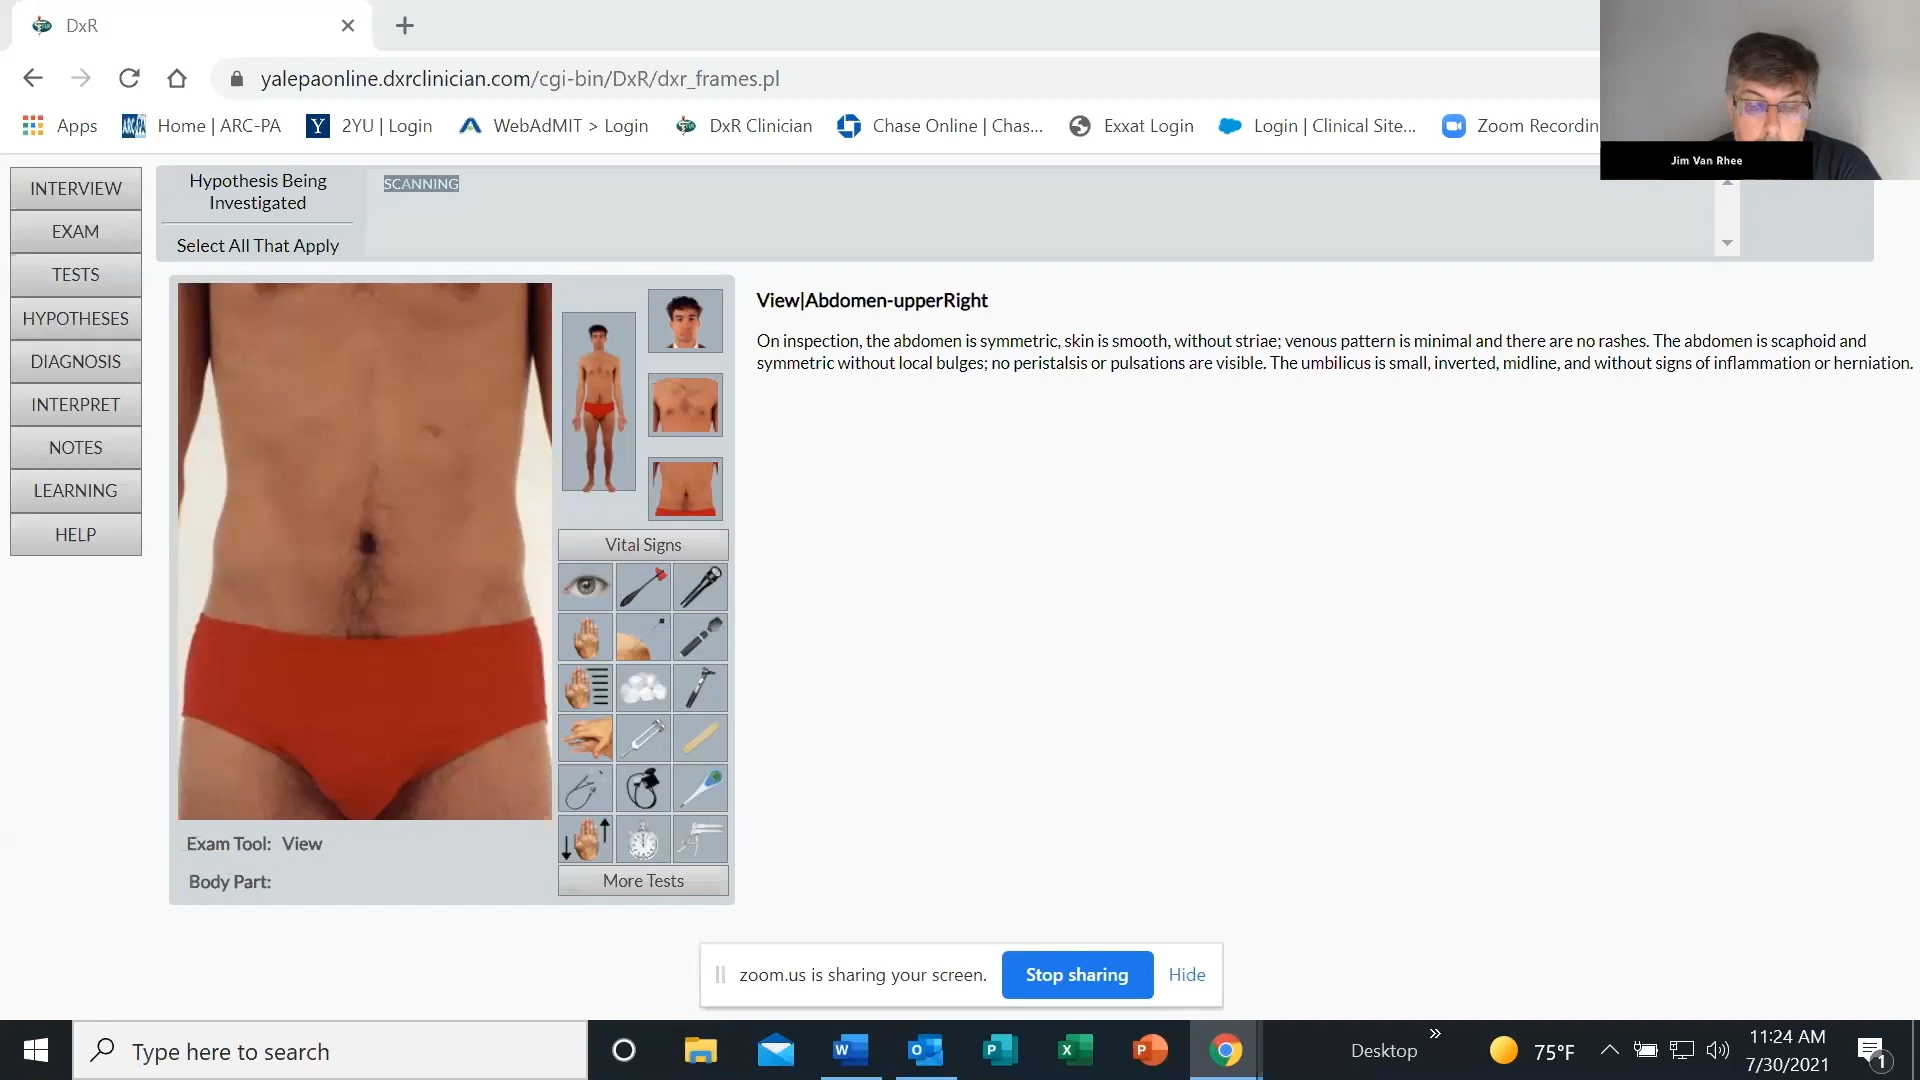 DxR
yalepaonline.dxrclinician.com/cgi-bin/DxR/dxr_frames.pl
Apps
Home | ARC-PA
Y
2YU | Login
WebAdMIT > Login
DxR Clinician
Chase Online | Chas...
Exxat Login
Login | Clinical Site...
Zoom Recordin
Jim Van Rhee
INTERVIEW
EXAM
TESTS
HYPOTHESES
DIAGNOSIS
INTERPRET
NOTES
LEARNING
HELP
Hypothesis Being
Investigated
Select All That Apply
SCANNING
Vital Signs
More Tests
Exam Tool: View
Body Part:
View|Abdomen-upperRight
On inspection, the abdomen is symmetric, skin is smooth, without striae; venous pattern is minimal and there are no rashes. The abdomen is scaphoid and
symmetric without local bulges; no peristalsis or pulsations are visible. The umbilicus is small, inverted, midline, and without signs of inflammation or herniation.
zoom.us is sharing your screen.
Stop sharing
Hide
Type here to search
Desktop
75°F
11:24 AM
7/30/2021
1